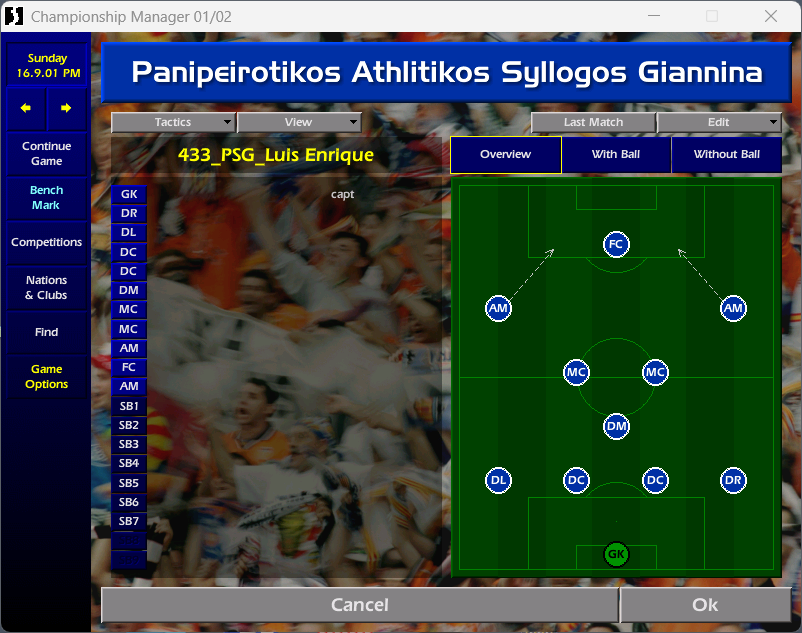 Championship Manager 01/02
Sunday
16.9.01 PM
Continue
Game
Bench
Mark
Competitions
Nations
& Clubs
Find
Game
Options
Panipeirotikos Athlitikos Syllogos Giannina
Tactics
View
Last Match
Edit
433_PSG_Luis Enrique
Overview
With Ball
Without Ball
GK capt
DR
DL
DC
DC
DM
MC
MC
AM
FC
AM
SB1
SB2
SB3
SB4
SB5
SB6
SB7
FC
AM
AM
MC
MC
DM
DL
DC
DC
DR
GK
Cancel
Ok